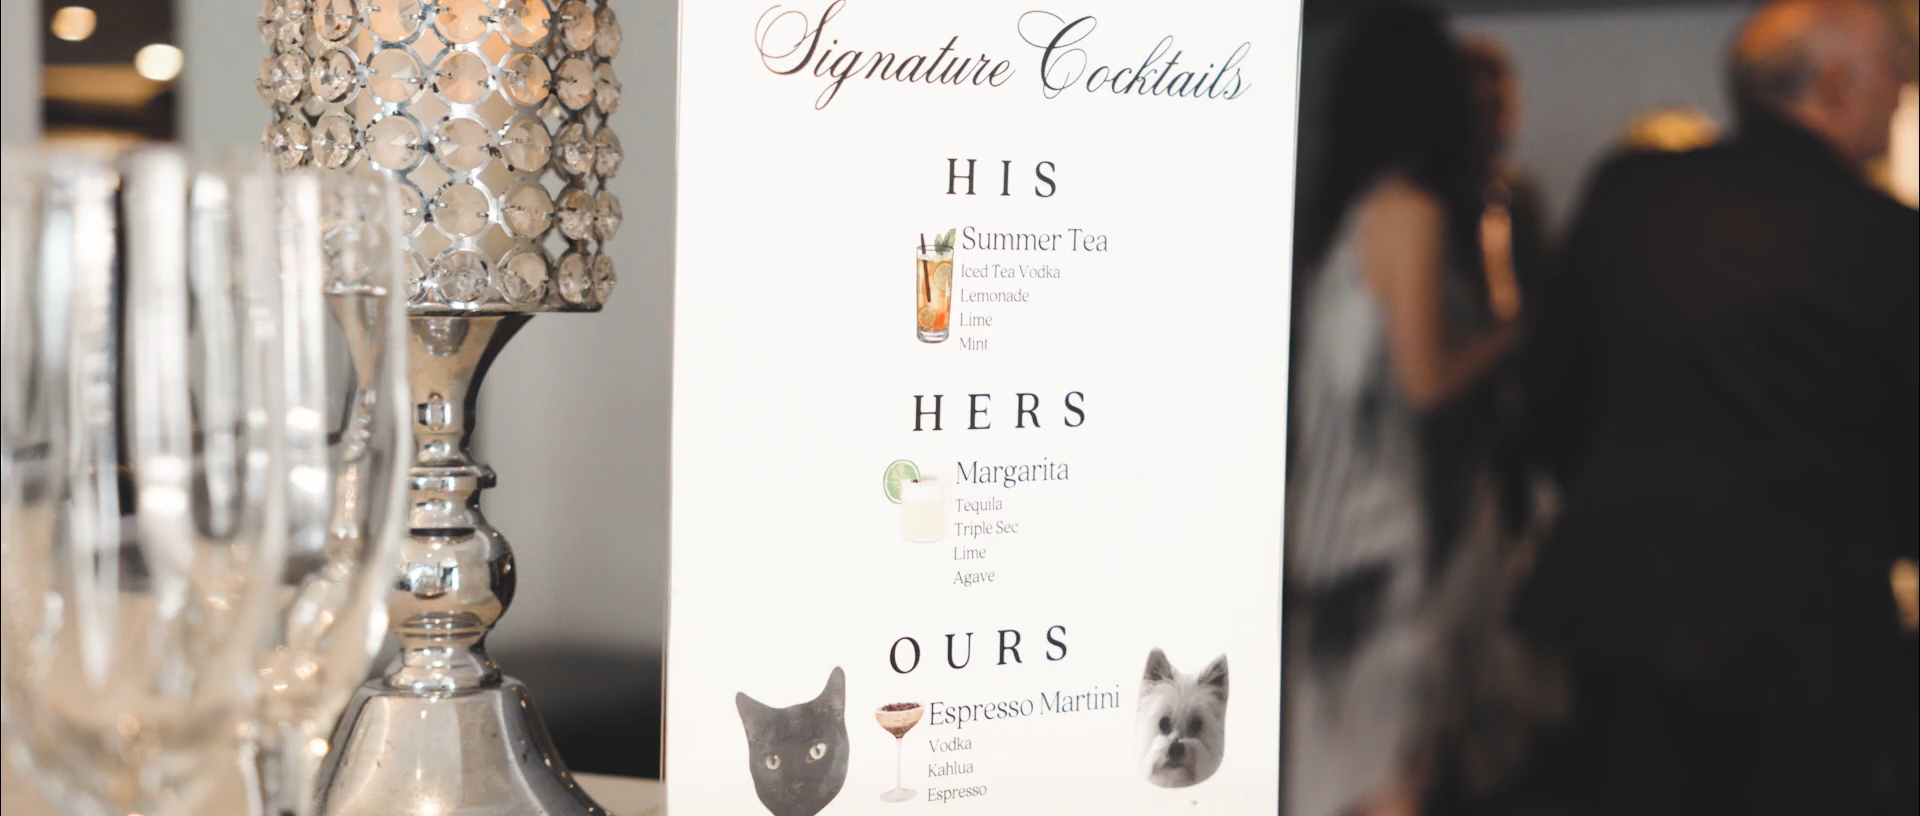 Signature Cocktails
HIS
Summer Tea
Iced Tea Vodka
Lemonade
Lime
Mint
HERS
Margarita
Tequila
Triple Sec
Lime
Agave
OURS
Espresso Martini
Vodka
Kahlua
Espresso